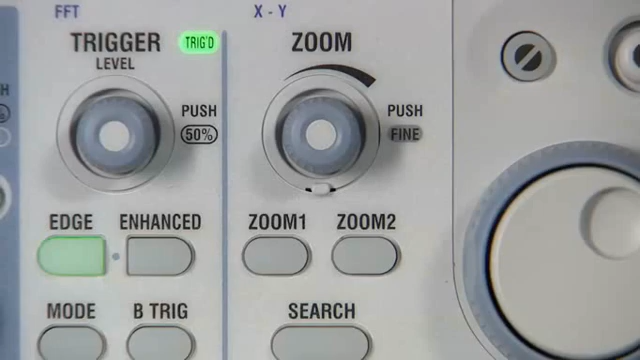 FFT
X - Y
TRIGGER
LEVEL
TRIG'D
ZOOM
PUSH
50%
PUSH
FINE
EDGE
ENHANCED
ZOOM1
ZOOM2
MODE
B TRIG
SEARCH